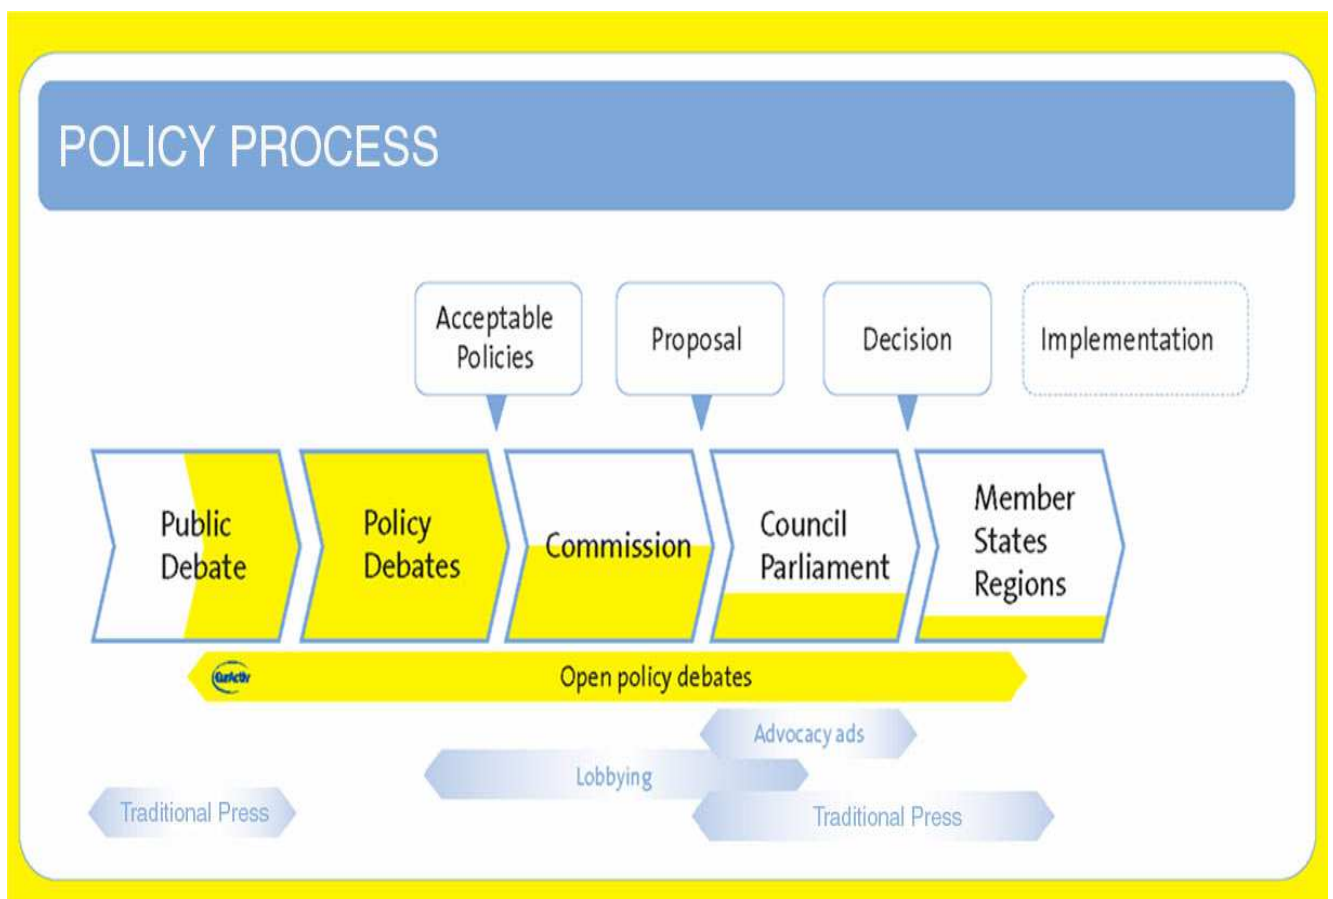 POLICY PROCESS
Acceptable
Policies
Proposal
Decision
Implementation
Public
Debate
Policy
Debates
Commission
Council
Parliament
Member
States
Regions
EurActiv
Open policy debates
Advocacy ads
Lobbying
Traditional Press
Traditional Press